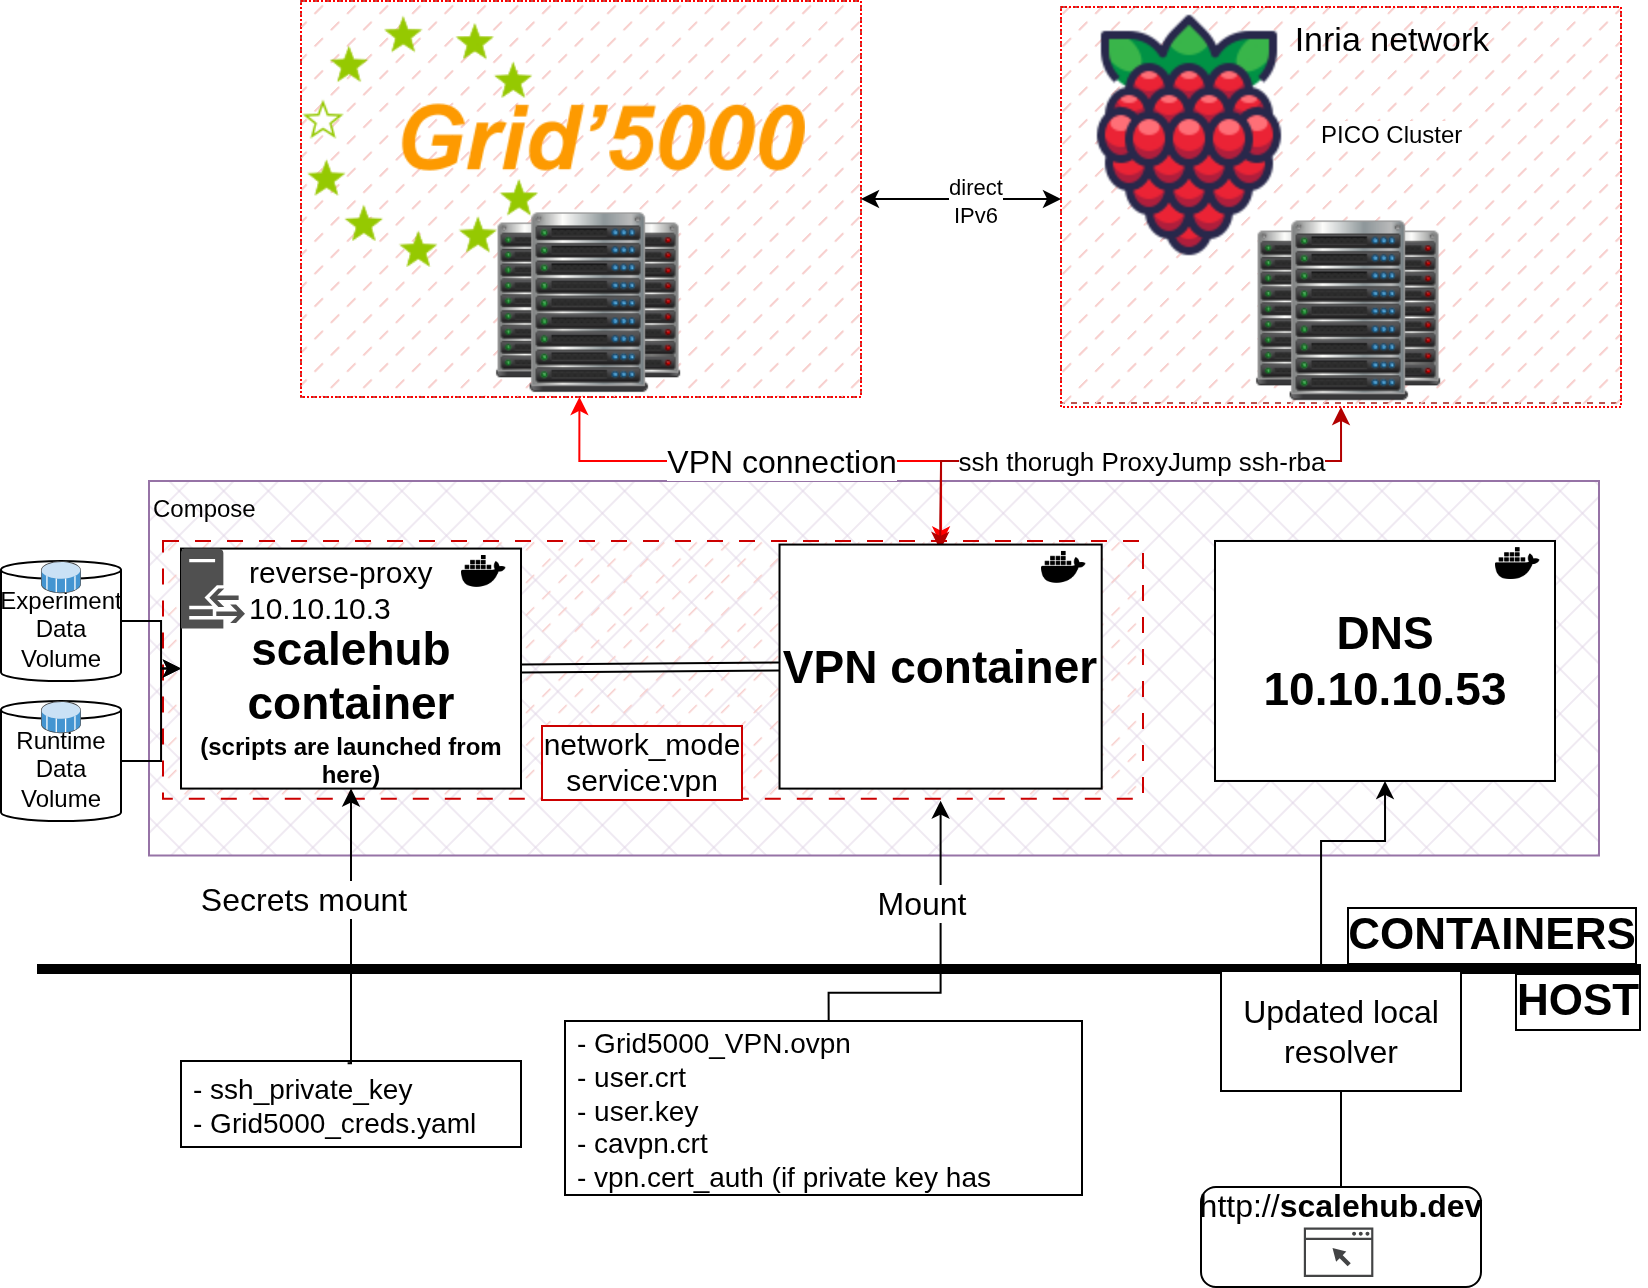 Grid’5000
direct
IPv6
Inria network
PICO Cluster
VPN connection
ssh thorugh ProxyJump ssh-rba
Compose
Experiment
Data
Volume
Runtime
Data
Volume
reverse-proxy
10.10.10.3
scalehub
container
(scripts are launched from
here)
network_mode
service:vpn
VPN container
DNS
10.10.10.53
Secrets mount
Mount
CONTAINERS
HOST
- ssh_private_key
- Grid5000_creds.yaml
- Grid5000_VPN.ovpn
- user.crt
- user.key
- cavpn.crt
- vpn.cert_auth (if private key has
Updated local
resolver
http://scalehub.dev